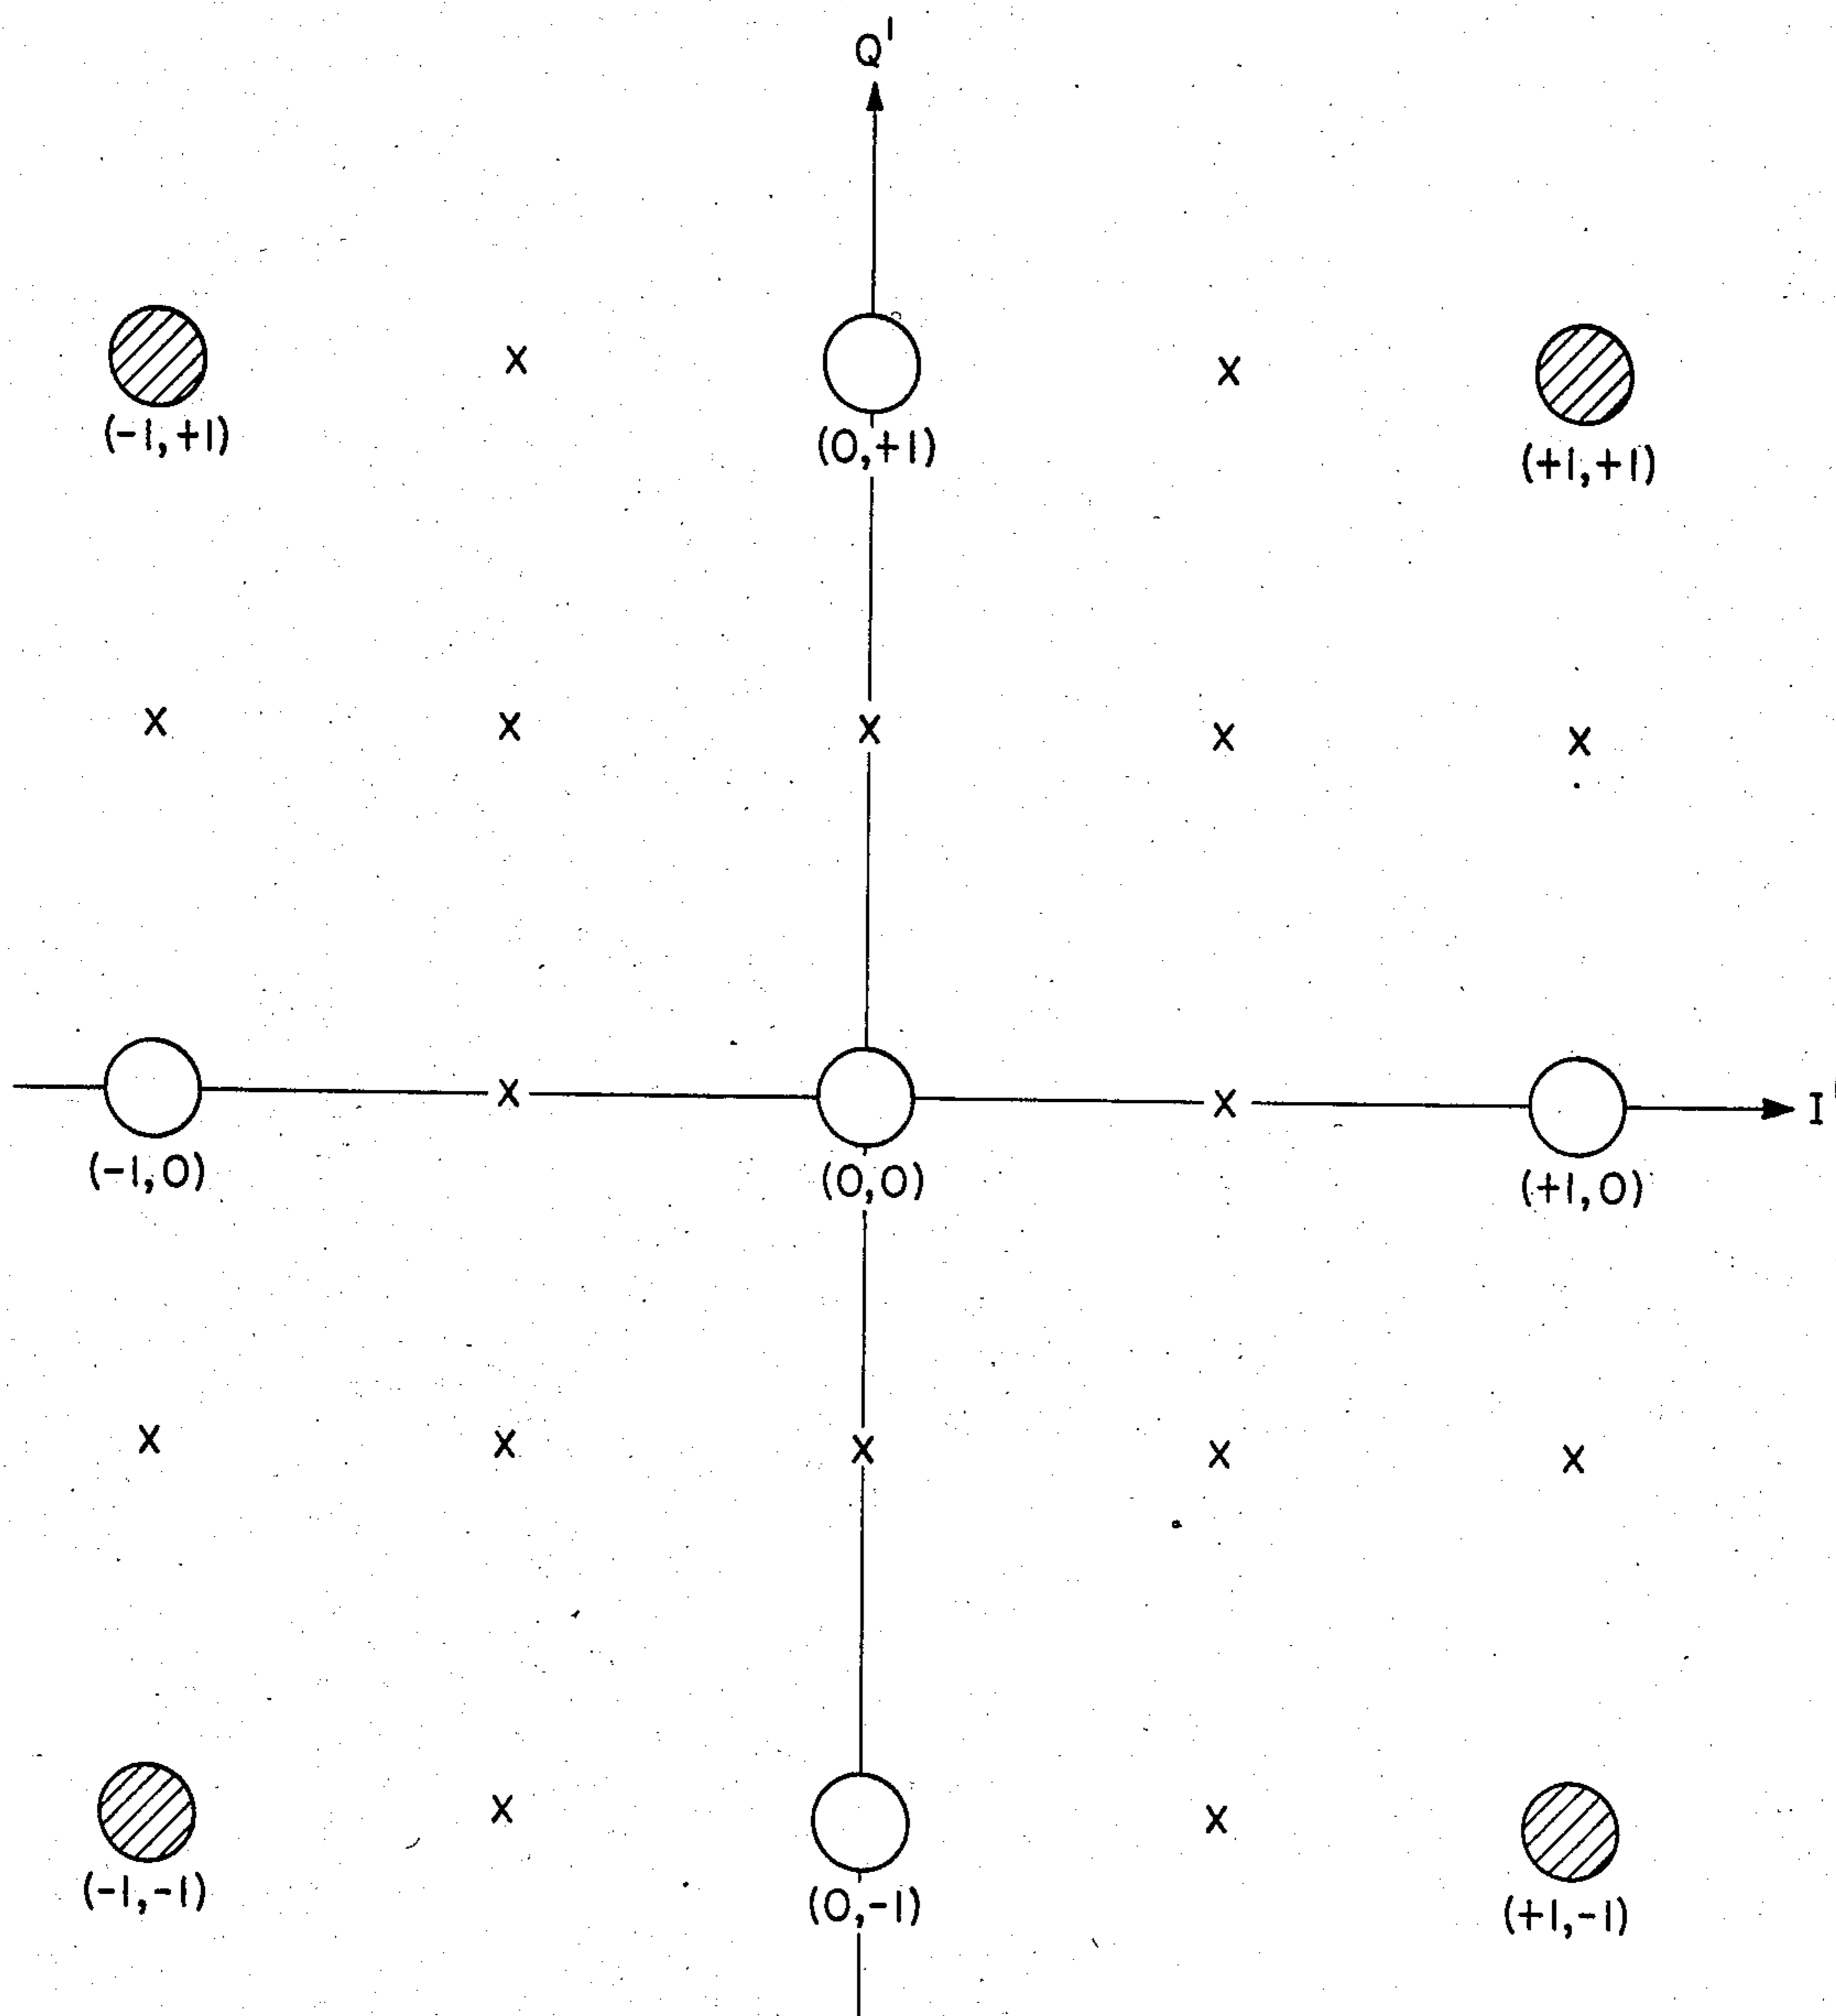 Q'
X X
(-1,+1) (0,+1) (+1,+1)
X X X X X
X X I'
(-1,0) (0,0) (+1,0)
X X X X X
X X
(-1,-1) (0,-1) (+1,-1)